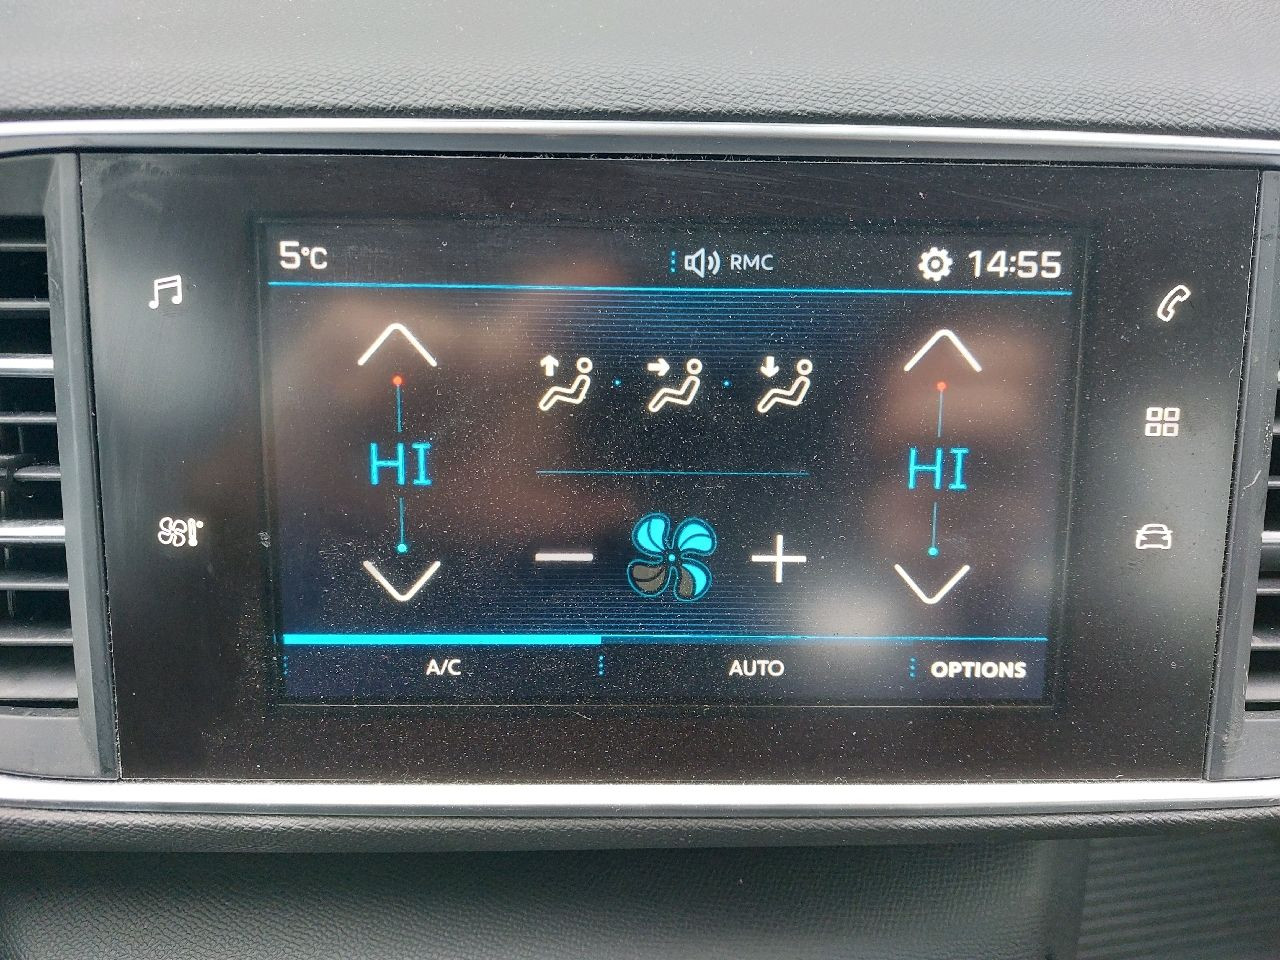 5°C
RMC
14:55
HI
HI
A/C
AUTO
OPTIONS